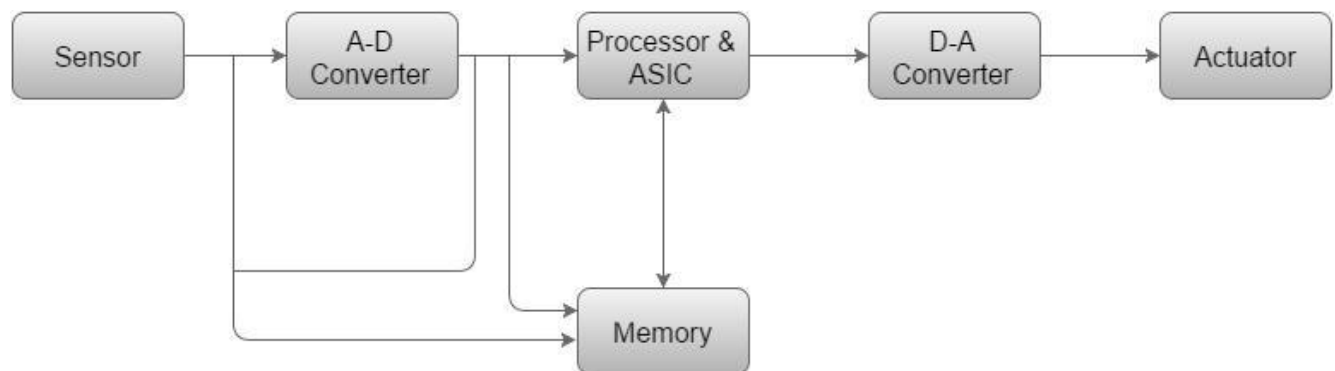 Sensor
A-D
Converter
Processor &
ASIC
D-A
Converter
Actuator
Memory